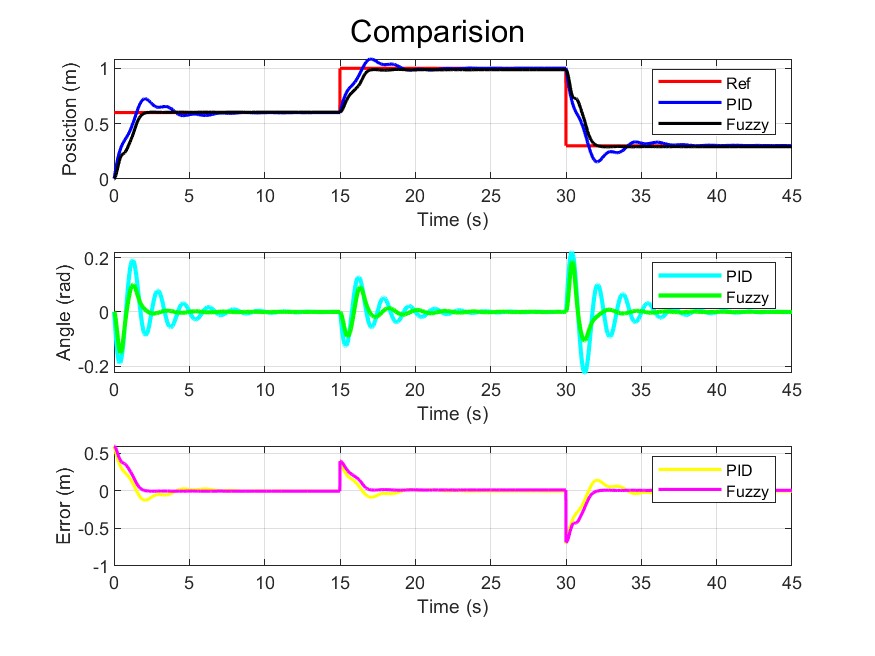 Comparision
Posiction (m)
1
0.5
0
Ref
PID
Fuzzy
0 5 10 15 20 25 30 35 40 45
Time (s)
Angle (rad)
0.2
0
-0.2
PID
Fuzzy
0 5 10 15 20 25 30 35 40 45
Time (s)
Error (m)
0.5
0
-0.5
-1
PID
Fuzzy
0 5 10 15 20 25 30 35 40 45
Time (s)